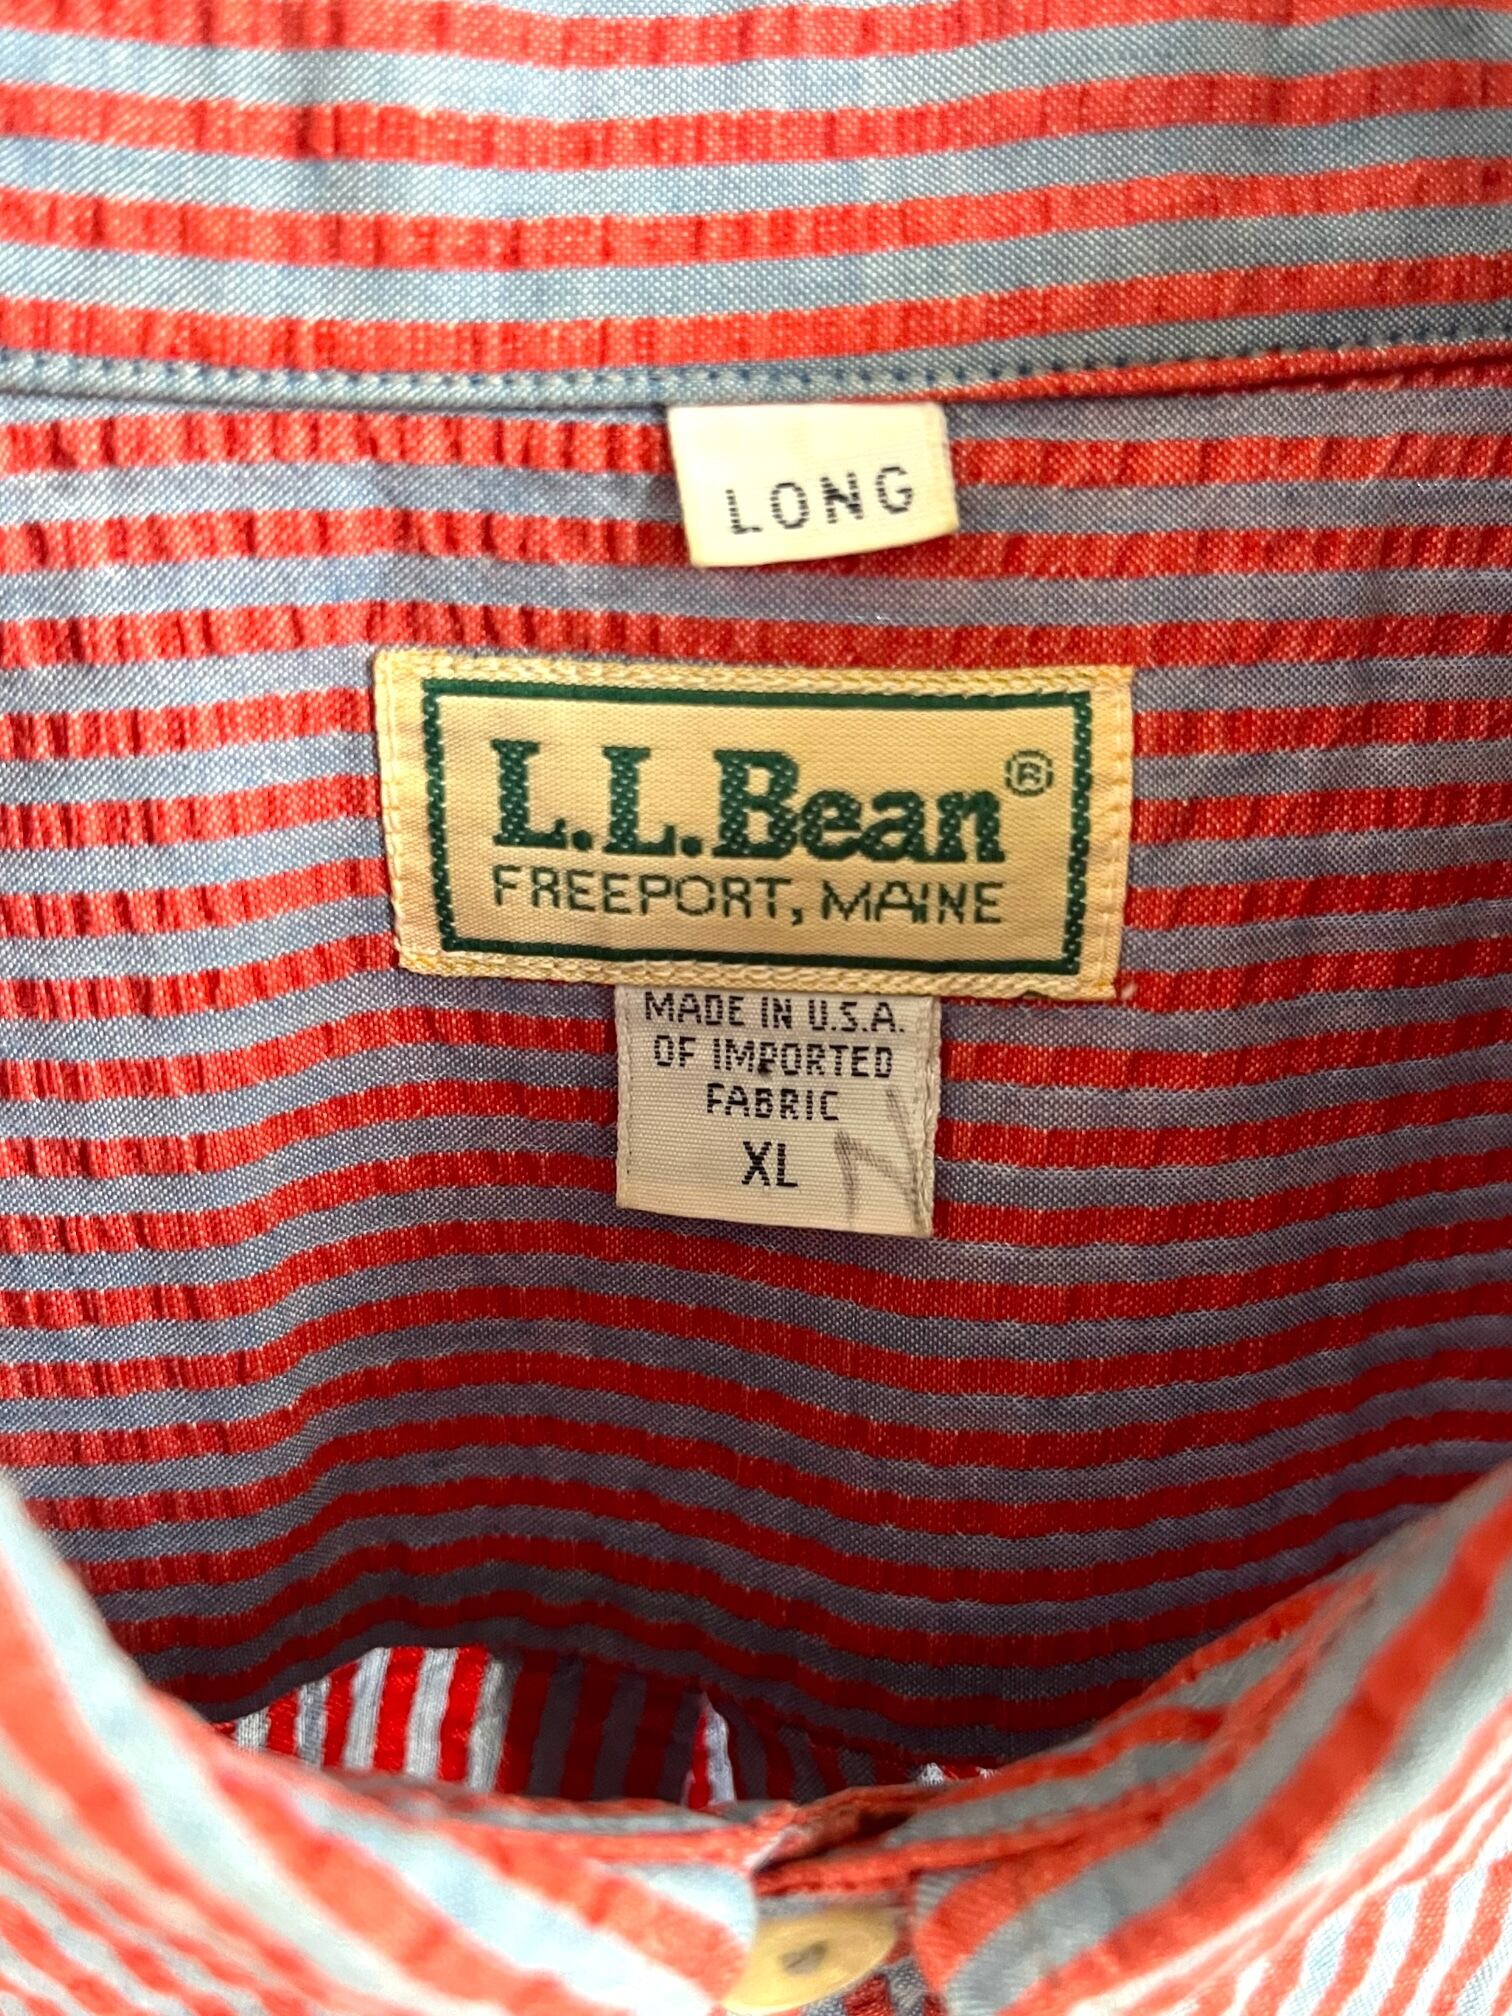 LONG
L.L.Bean®
FREEPORT, MAINE
MADE IN U.S.A.
OF IMPORTED
FABRIC
XL